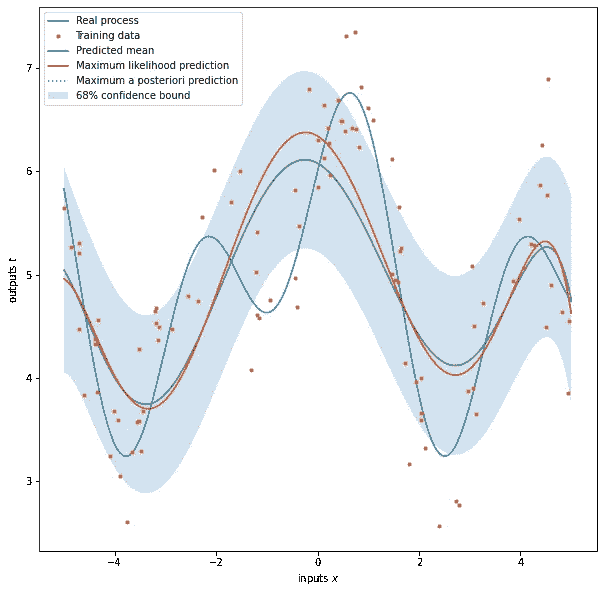 Real process
Training data
Predicted mean
Maximum likelihood prediction
Maximum a posteriori prediction
68% confidence bound
7
6
5
4
3
outputs t
−4
−2
0
2
4
inputs x